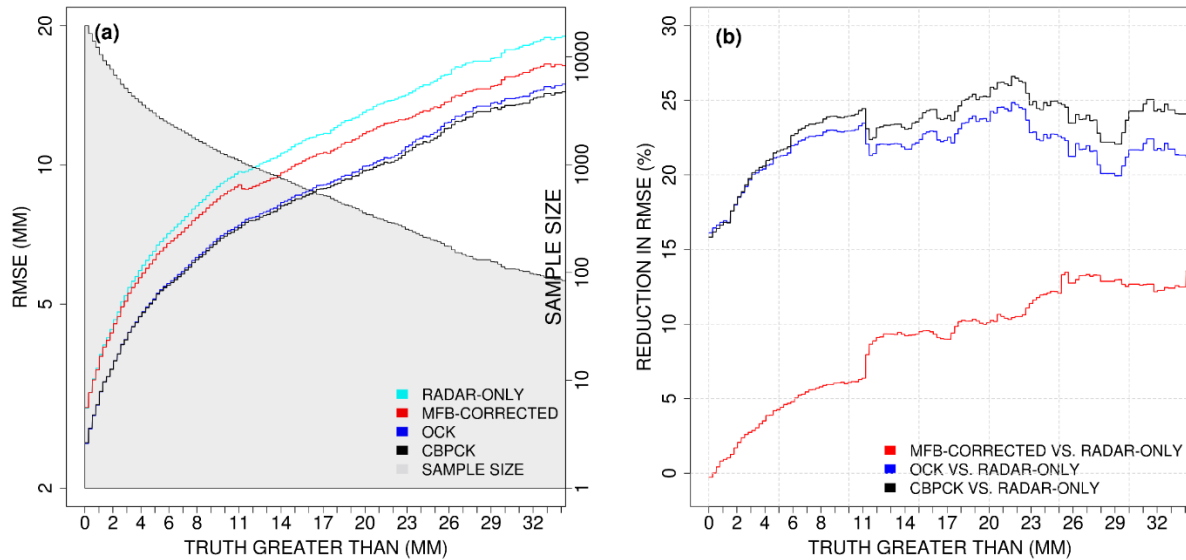 (a)
20
10
5
2
RMSE (MM)
10000
1000
100
10
1
SAMPLE SIZE
RADAR-ONLY
MFB-CORRECTED
OCK
CBPCK
SAMPLE SIZE
0 2 4 6 8 11 14 17 20 23 26 29 32
TRUTH GREATER THAN (MM)
(b)
30
25
20
15
10
5
0
REDUCTION IN RMSE (%)
MFB-CORRECTED VS. RADAR-ONLY
OCK VS. RADAR-ONLY
CBPCK VS. RADAR-ONLY
0 2 4 6 8 11 14 17 20 23 26 29 32
TRUTH GREATER THAN (MM)